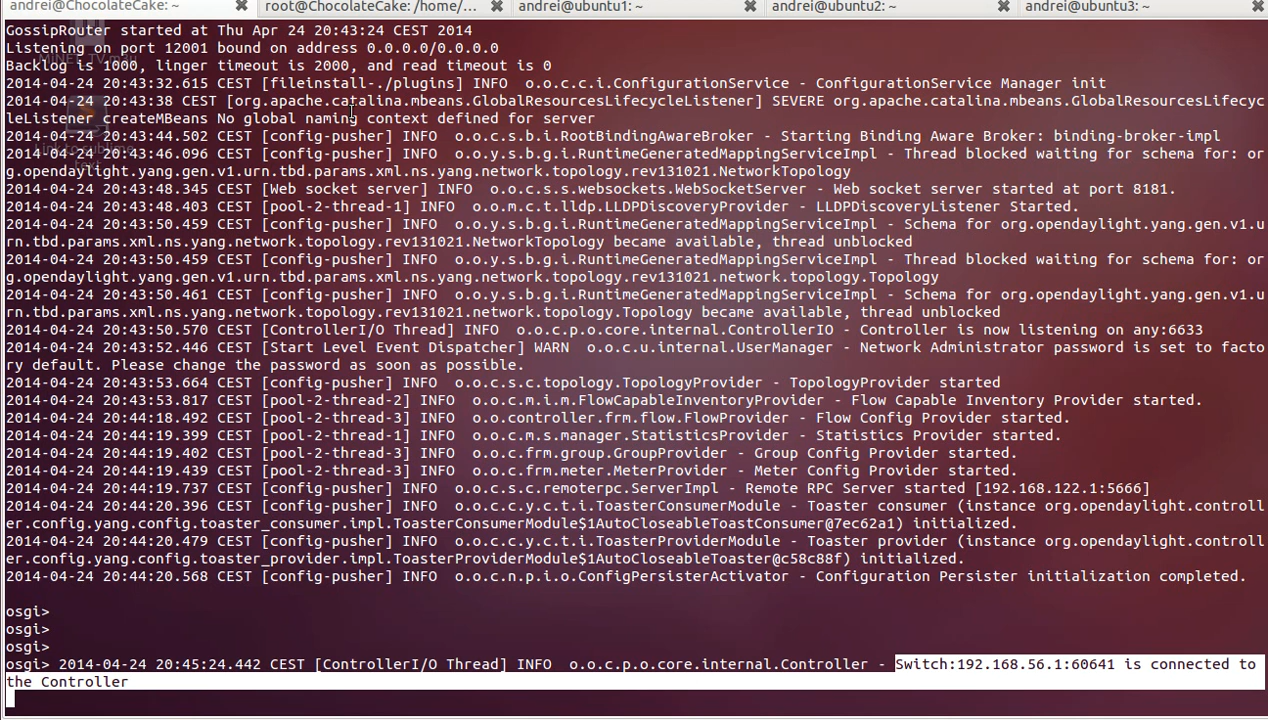 andrei@ChocolateCake: ~ root@ChocolateCake: /home/... andrei@ubuntu1: ~ andrei@ubuntu2: ~ andrei@ubuntu3: ~
GossipRouter started at Thu Apr 24 20:43:24 CEST 2014
Listening on port 12001 bound on address 0.0.0.0/0.0.0.0
Backlog is 1000, linger timeout is 2000, and read timeout is 0
2014-04-24 20:43:32.615 CEST [fileinstall-./plugins] INFO  o.o.c.c.i.ConfigurationService - ConfigurationService Manager init
2014-04-24 20:43:38 CEST [org.apache.catalina.mbeans.GlobalResourcesLifecycleListener] SEVERE org.apache.catalina.mbeans.GlobalResourcesLifecyc
leListener createMBeans No global naming context defined for server
2014-04-24 20:43:44.502 CEST [config-pusher] INFO  o.o.c.s.b.i.RootBindingAwareBroker - Starting Binding Aware Broker: binding-broker-impl
2014-04-24 20:43:46.096 CEST [config-pusher] INFO  o.o.y.s.b.g.i.RuntimeGeneratedMappingServiceImpl - Thread blocked waiting for schema for: or
g.opendaylight.yang.gen.v1.urn.tbd.params.xml.ns.yang.network.topology.rev131021.NetworkTopology
2014-04-24 20:43:48.345 CEST [Web socket server] INFO  o.o.c.s.s.websockets.WebSocketServer - Web socket server started at port 8181.
2014-04-24 20:43:48.403 CEST [pool-2-thread-1] INFO  o.o.m.c.t.lldp.LLDPDiscoveryProvider - LLDPDiscoveryListener Started.
2014-04-24 20:43:50.459 CEST [config-pusher] INFO  o.o.y.s.b.g.i.RuntimeGeneratedMappingServiceImpl - Schema for org.opendaylight.yang.gen.v1.u
rn.tbd.params.xml.ns.yang.network.topology.rev131021.NetworkTopology became available, thread unblocked
2014-04-24 20:43:50.459 CEST [config-pusher] INFO  o.o.y.s.b.g.i.RuntimeGeneratedMappingServiceImpl - Thread blocked waiting for schema for: or
g.opendaylight.yang.gen.v1.urn.tbd.params.xml.ns.yang.network.topology.rev131021.network.topology.Topology
2014-04-24 20:43:50.461 CEST [config-pusher] INFO  o.o.y.s.b.g.i.RuntimeGeneratedMappingServiceImpl - Schema for org.opendaylight.yang.gen.v1.u
rn.tbd.params.xml.ns.yang.network.topology.rev131021.network.topology.Topology became available, thread unblocked
2014-04-24 20:43:50.570 CEST [ControllerI/O Thread] INFO  o.o.c.p.o.core.internal.ControllerIO - Controller is now listening on any:6633
2014-04-24 20:43:52.446 CEST [Start Level Event Dispatcher] WARN  o.o.c.u.internal.UserManager - Network Administrator password is set to facto
ry default. Please change the password as soon as possible.
2014-04-24 20:43:53.664 CEST [config-pusher] INFO  o.o.c.s.c.topology.TopologyProvider - TopologyProvider started
2014-04-24 20:43:53.817 CEST [pool-2-thread-2] INFO  o.o.c.m.i.m.FlowCapableInventoryProvider - Flow Capable Inventory Provider started.
2014-04-24 20:44:18.492 CEST [pool-2-thread-3] INFO  o.o.controller.frm.flow.FlowProvider - Flow Config Provider started.
2014-04-24 20:44:19.399 CEST [pool-2-thread-1] INFO  o.o.c.m.s.manager.StatisticsProvider - Statistics Provider started.
2014-04-24 20:44:19.402 CEST [pool-2-thread-3] INFO  o.o.c.frm.group.GroupProvider - Group Config Provider started.
2014-04-24 20:44:19.439 CEST [pool-2-thread-3] INFO  o.o.c.frm.meter.MeterProvider - Meter Config Provider started.
2014-04-24 20:44:19.737 CEST [config-pusher] INFO  o.o.c.s.c.remoterpc.ServerImpl - Remote RPC Server started [192.168.122.1:5666]
2014-04-24 20:44:20.396 CEST [config-pusher] INFO  o.o.c.y.c.t.i.ToasterConsumerModule - Toaster consumer (instance org.opendaylight.controll
er.config.yang.config.toaster_consumer.impl.ToasterConsumerModule$1AutoCloseableToastConsumer@7ec62a1) initialized.
2014-04-24 20:44:20.479 CEST [config-pusher] INFO  o.o.c.y.c.t.i.ToasterProviderModule - Toaster provider (instance org.opendaylight.controll
er.config.yang.config.toaster_provider.impl.ToasterProviderModule$1AutoCloseableToaster@c58c88f) initialized.
2014-04-24 20:44:20.568 CEST [config-pusher] INFO  o.o.c.n.p.i.o.ConfigPersisterActivator - Configuration Persister initialization completed.
osgi>
osgi>
osgi>
osgi> 2014-04-24 20:45:24.442 CEST [ControllerI/O Thread] INFO  o.o.c.p.o.core.internal.Controller - Switch:192.168.56.1:60641 is connected to
the Controller